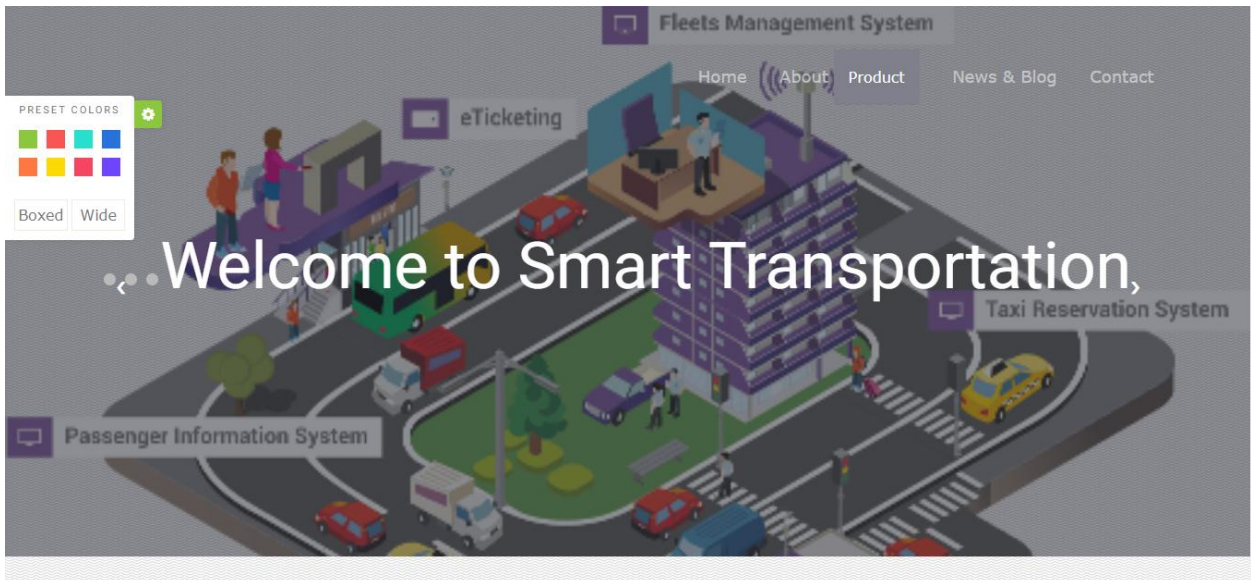 Fleets Management System
Home About Product News & Blog Contact
PRESET COLORS
eTicketing
Boxed Wide
Welcome to Smart Transportation
Taxi Reservation System
Passenger Information System